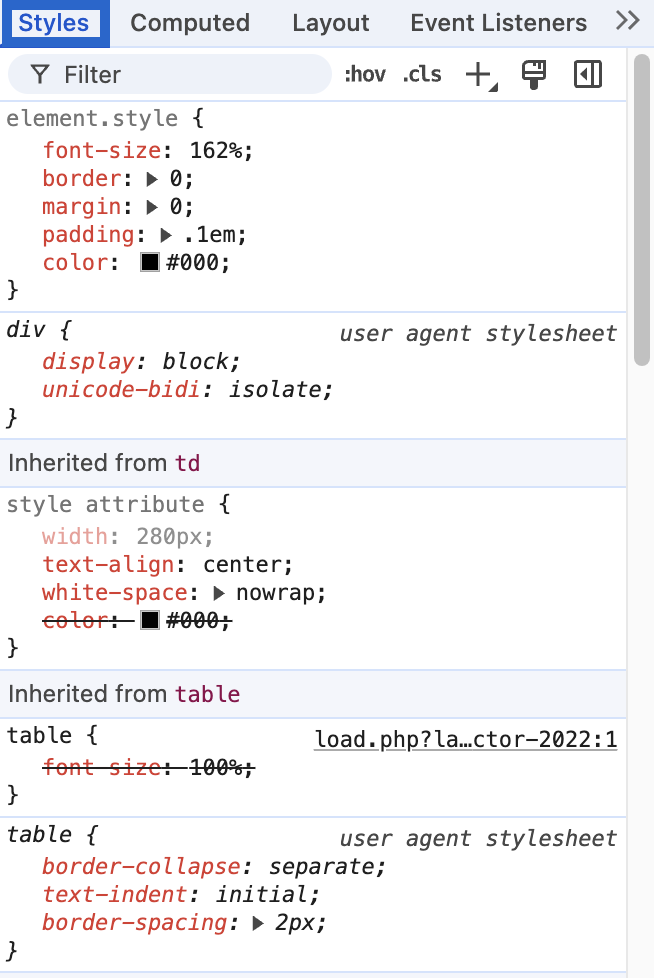 Styles Computed Layout Event Listeners
Filter :hov .cls
element.style {
font-size: 162%;
border: 0;
margin: 0;
padding: .1em;
color: #000;
}
div { user agent stylesheet
display: block;
unicode-bidi: isolate;
}
Inherited from td
style attribute {
width: 280px;
text-align: center;
white-space: nowrap;
color: #000;
}
Inherited from table
table { load.php?la…ctor-2022:1
font-size: 100%;
}
table { user agent stylesheet
border-collapse: separate;
text-indent: initial;
border-spacing: 2px;
}